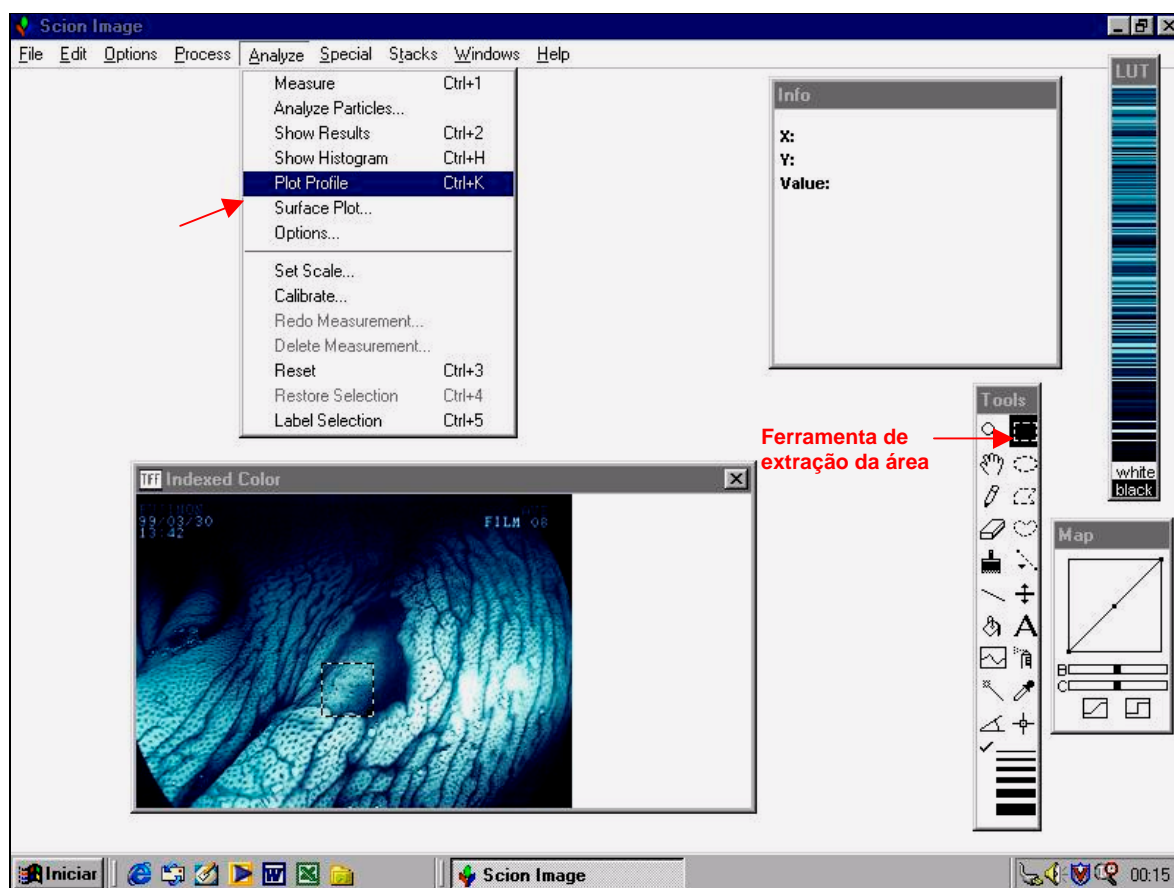 Scion Image
File Edit Options Process Analyze Special Stacks Windows Help
Measure Ctrl+1
Analyze Particles...
Show Results Ctrl+2
Show Histogram Ctrl+H
Plot Profile Ctrl+K
Surface Plot...
Options...
Set Scale...
Calibrate...
Redo Measurement...
Delete Measurement...
Reset Ctrl+3
Restore Selection Ctrl+4
Label Selection Ctrl+5
Info
X:
Y:
Value:
LUT
white
black
Tools
A
Ferramenta de
extração da área
Map
B
C
TIFF Indexed Color
99/03/30
13:42
FILM 08
Iniciar
Scion Image
00:15